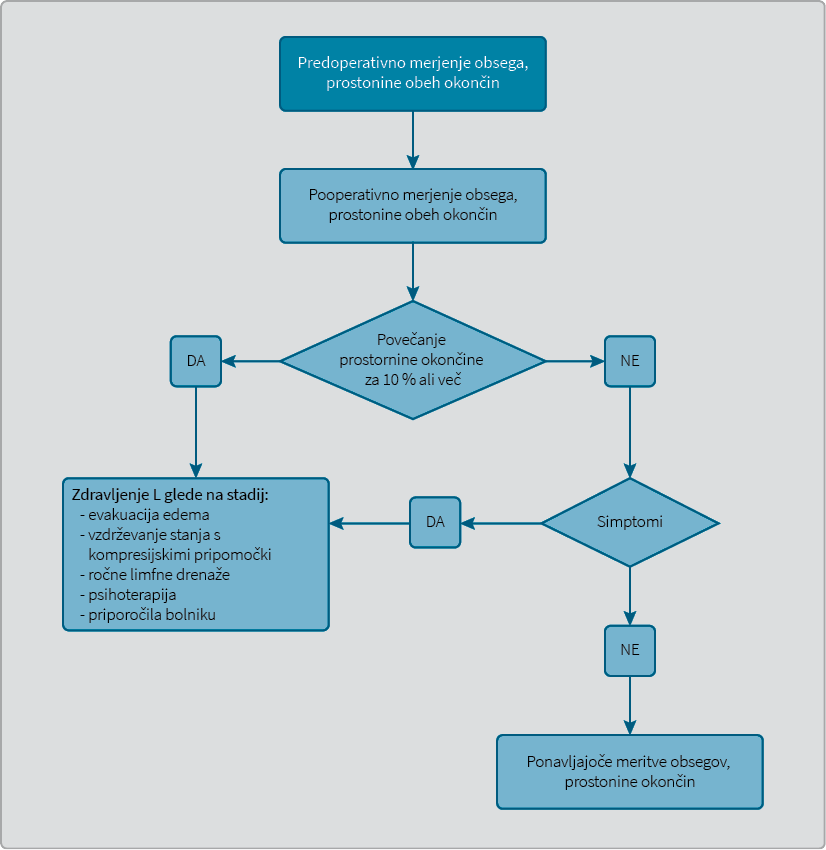 Predoperativno merjenje obsega,
prostonine obeh okončin
Pooperativno merjenje obsega,
prostonine obeh okončin
Povečanje
prostornine okončine
za 10 % ali več
DA
NE
Zdravljenje L glede na stadij:
- evakuacija edema
- vzdrževanje stanja s
kompresijskimi pripomočki
- ročne limfne drenaže
- psihoterapija
- priporočila bolniku
DA
Simptomi
NE
Ponavljajoče meritve obsegov,
prostonine okončin